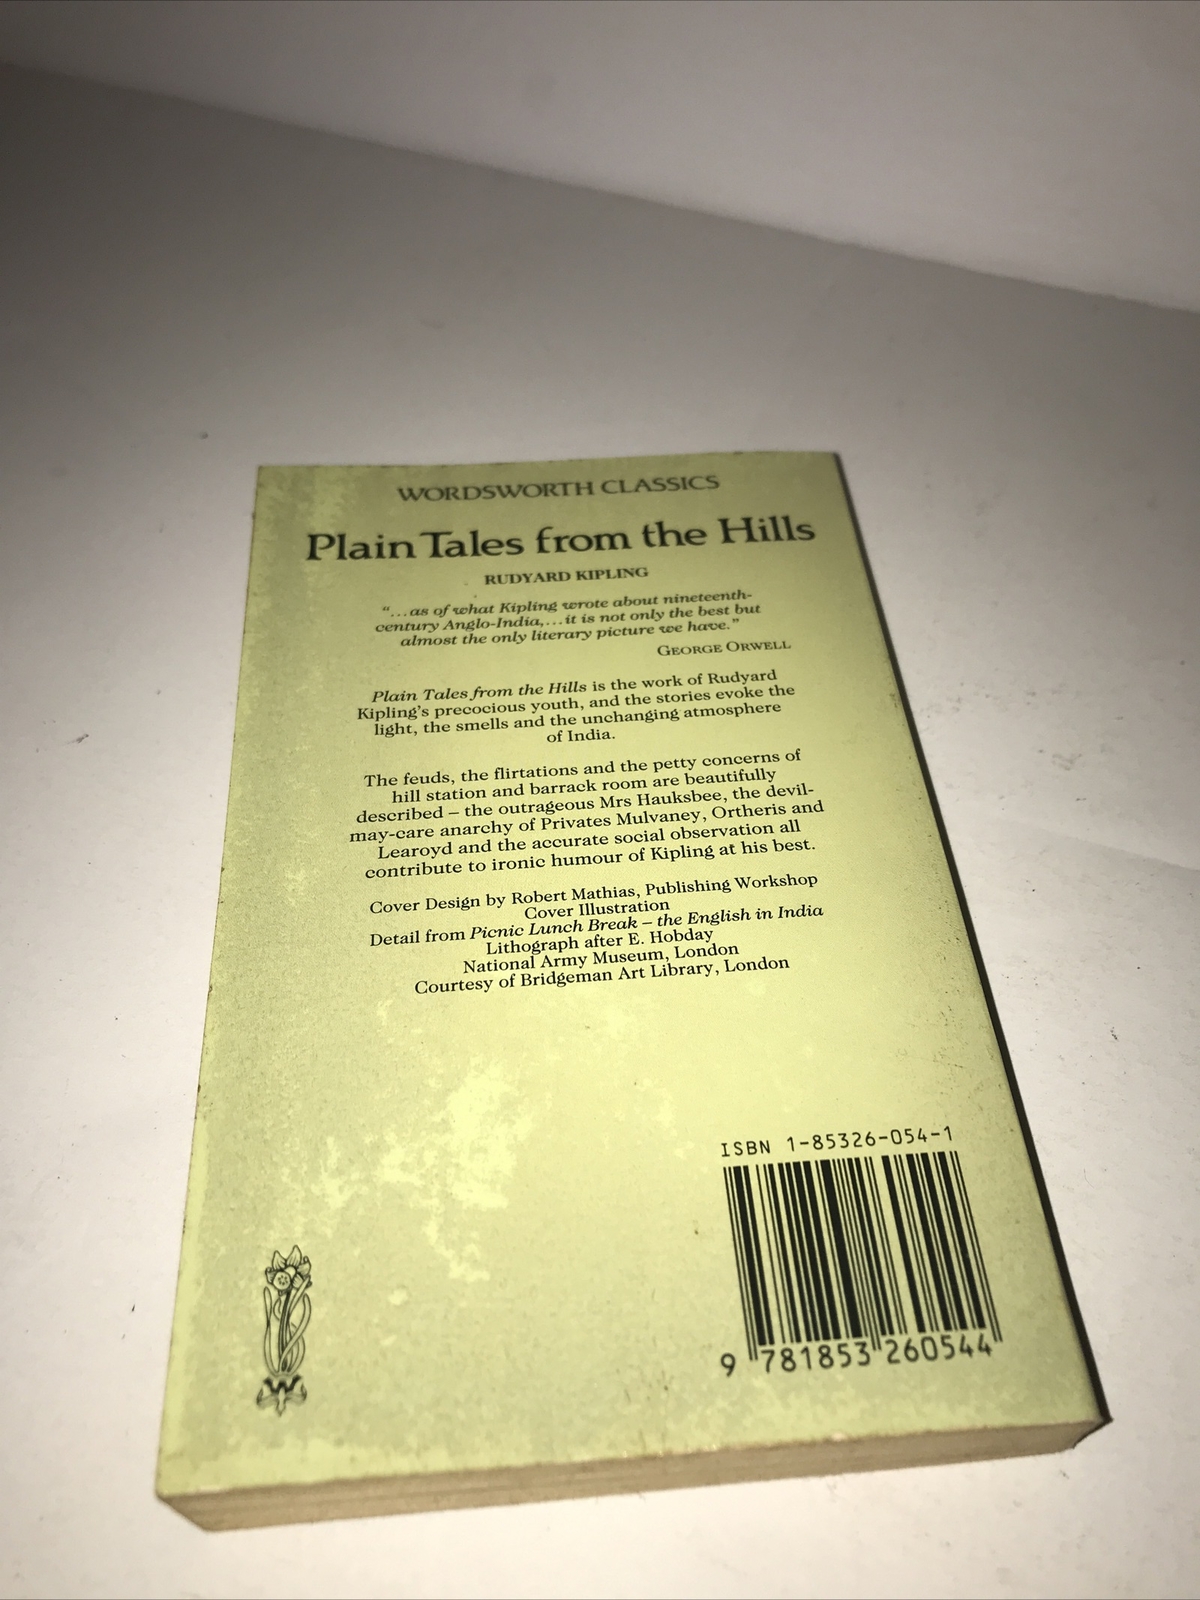 WORDSWORTH CLASSICS
Plain Tales from the Hills
RUDYARD KIPLING
“...as of what Kipling wrote about nineteenth-
century Anglo-India,...it is not only the best but
almost the only literary picture we have.”
GEORGE ORWELL
Plain Tales from the Hills is the work of Rudyard
Kipling's precocious youth, and the stories evoke the
light, the smells and the unchanging atmosphere
of India.
The feuds, the flirtations and the petty concerns of
hill station and barrack room are beautifully
described – the outrageous Mrs Hauksbee, the devil-
may-care anarchy of Privates Mulvaney, Ortheris and
Learoyd and the accurate social observation all
contribute to ironic humour of Kipling at his best.
Cover Design by Robert Mathias, Publishing Workshop
Cover Illustration
Detail from Picnic Lunch Break – the English in India
Lithograph after E. Hobday
National Army Museum, London
Courtesy of Bridgeman Art Library, London
ISBN 1-85326-054-1
9 781853 260544
W